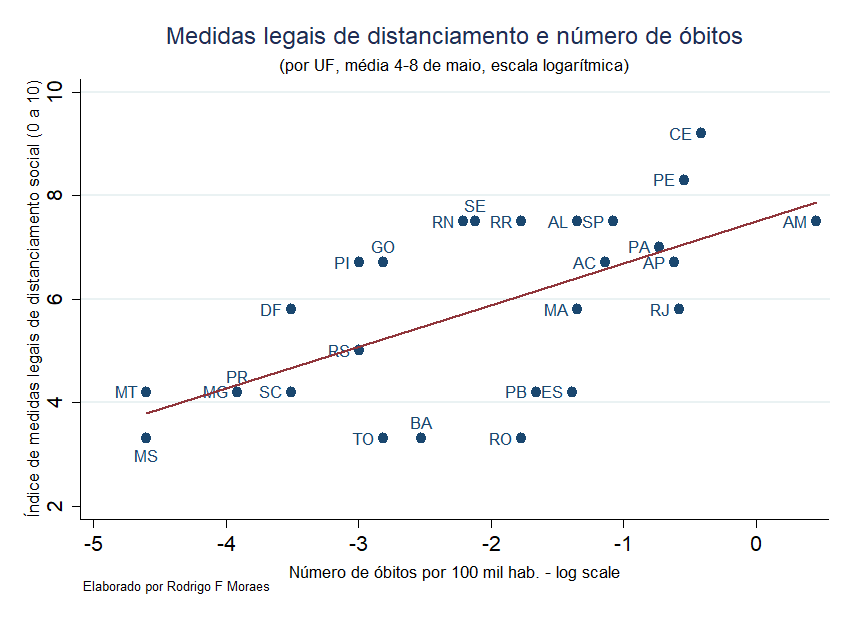 Medidas legais de distanciamento e número de óbitos
(por UF, média 4-8 de maio, escala logarítmica)
Índice de medidas legais de distanciamento social (0 a 10)
10
8
6
4
2
CE
PE
SE
RN
RR
AL
SP
AM
GO
PA
PI
AC
AP
DF
MA
RJ
RS
PR
MT
MG
SC
PB
ES
BA
TO
RO
MS
-5
-4
-3
-2
-1
0
Número de óbitos por 100 mil hab. - log scale
Elaborado por Rodrigo F Moraes